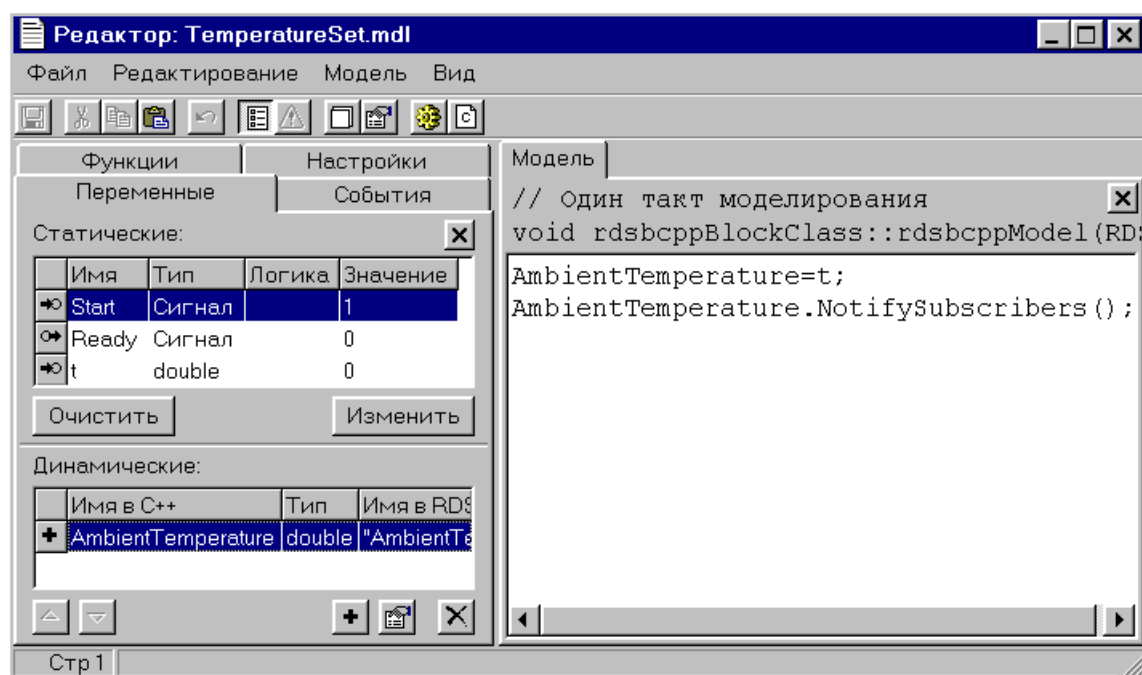 Редактор: TemperatureSet.mdl
Файл Редактирование Модель Вид
Функции Настройки
Переменные События
Статические:
Имя Тип Логика Значение
Start Сигнал 1
Ready Сигнал 0
t double 0
Очистить Изменить
Динамические:
Имя в C++ Тип Имя в RDS
AmbientTemperature double "AmbientTe
Стр 1
Модель
// Один такт моделирования
void rdsbcppBlockClass::rdsbcppModel(RDS
AmbientTemperature=t;
AmbientTemperature.NotifySubscribers();